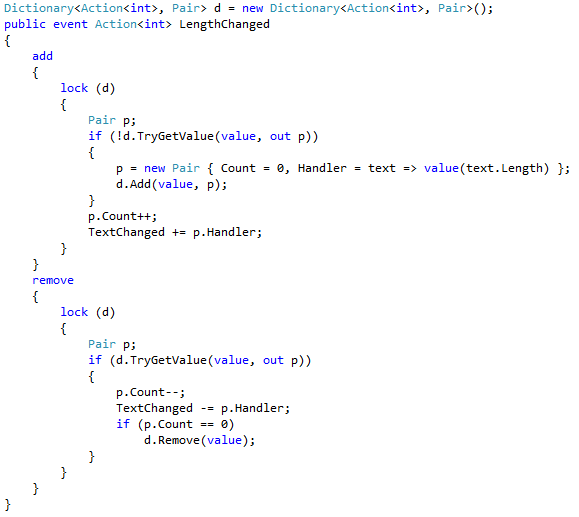 Dictionary<Action<int>, Pair> d = new Dictionary<Action<int>, Pair>();
public event Action<int> LengthChanged
{
    add
    {
        lock (d)
        {
            Pair p;
            if (!d.TryGetValue(value, out p))
            {
                p = new Pair { Count = 0, Handler = text => value(text.Length) };
                d.Add(value, p);
            }
            p.Count++;
            TextChanged += p.Handler;
        }
    }
    remove
    {
        lock (d)
        {
            Pair p;
            if (d.TryGetValue(value, out p))
            {
                p.Count--;
                TextChanged -= p.Handler;
                if (p.Count == 0)
                    d.Remove(value);
            }
        }
    }
}